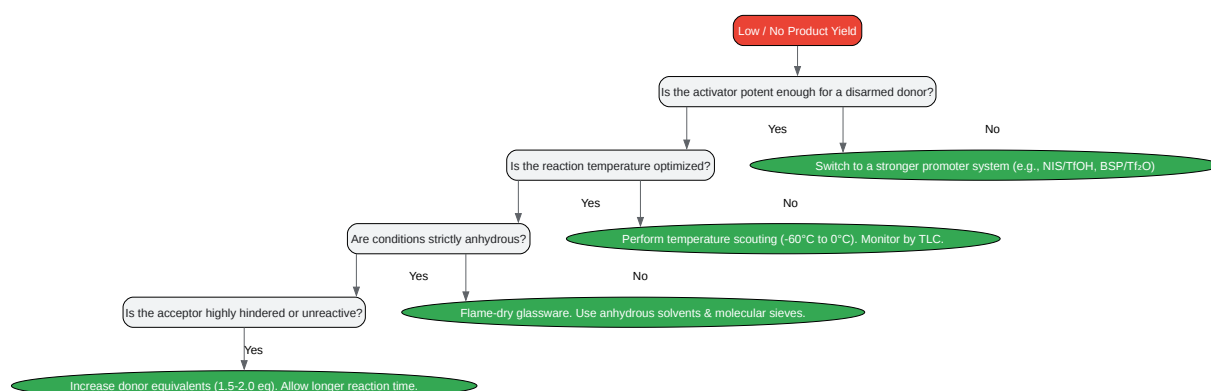 Low / No Product Yield
Is the activator potent enough for a disarmed donor?
Yes
No
Switch to a stronger promoter system (e.g., NIS/TfOH, BSP/Tf₂O)
Is the reaction temperature optimized?
Yes
No
Perform temperature scouting (-60°C to 0°C). Monitor by TLC.
Are conditions strictly anhydrous?
Yes
No
Flame-dry glassware. Use anhydrous solvents & molecular sieves.
Is the acceptor highly hindered or unreactive?
Yes
Increase donor equivalents (1.5-2.0 eq). Allow longer reaction time.